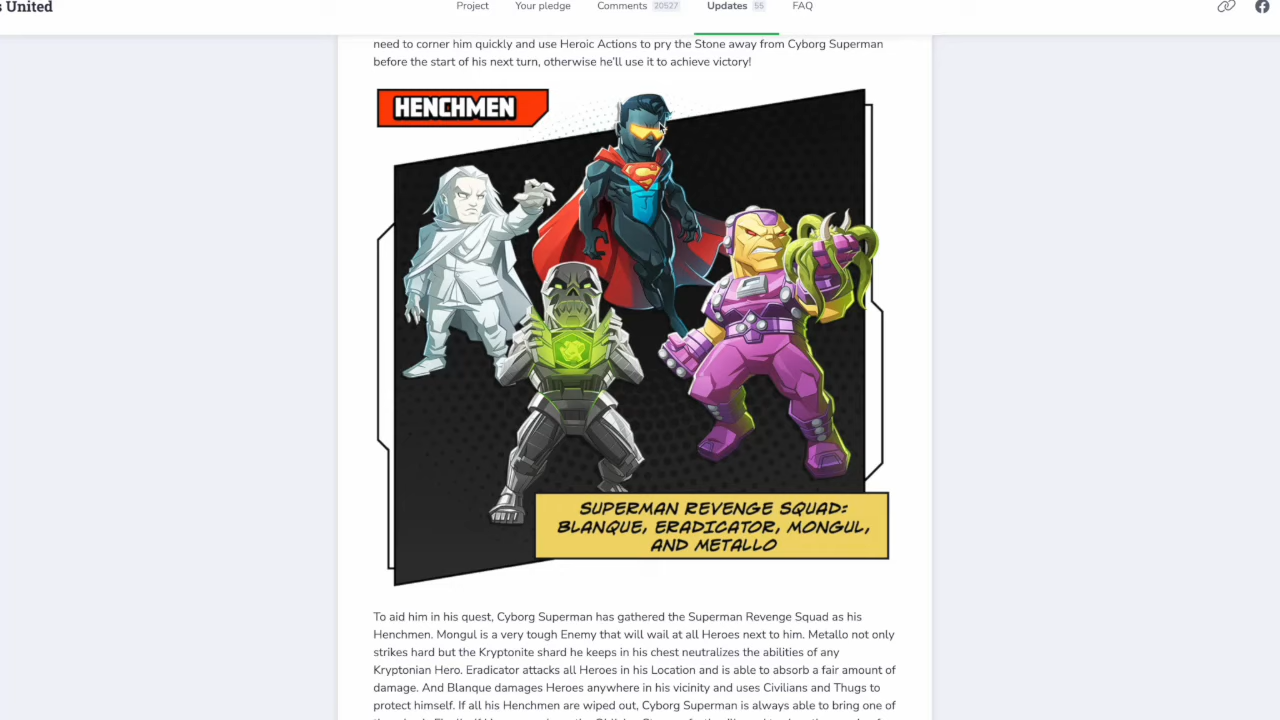 s United
Project
Your pledge
Comments 20527
Updates 55
FAQ
need to corner him quickly and use Heroic Actions to pry the Stone away from Cyborg Superman
before the start of his next turn, otherwise he'll use it to achieve victory!
HENCHMEN
SUPERMAN REVENGE SQUAD:
BLANQUE, ERADICATOR, MONGUL,
AND METALLO
To aid him in his quest, Cyborg Superman has gathered the Superman Revenge Squad as his
Henchmen. Mongul is a very tough Enemy that will wail at all Heroes next to him. Metallo not only
strikes hard but the Kryptonite shard he keeps in his chest neutralizes the abilities of any
Kryptonian Hero. Eradicator attacks all Heroes in his Location and is able to absorb a fair amount of
damage. And Blanque damages Heroes anywhere in his vicinity and uses Civilians and Thugs to
protect himself. If all his Henchmen are wiped out, Cyborg Superman is always able to bring one of